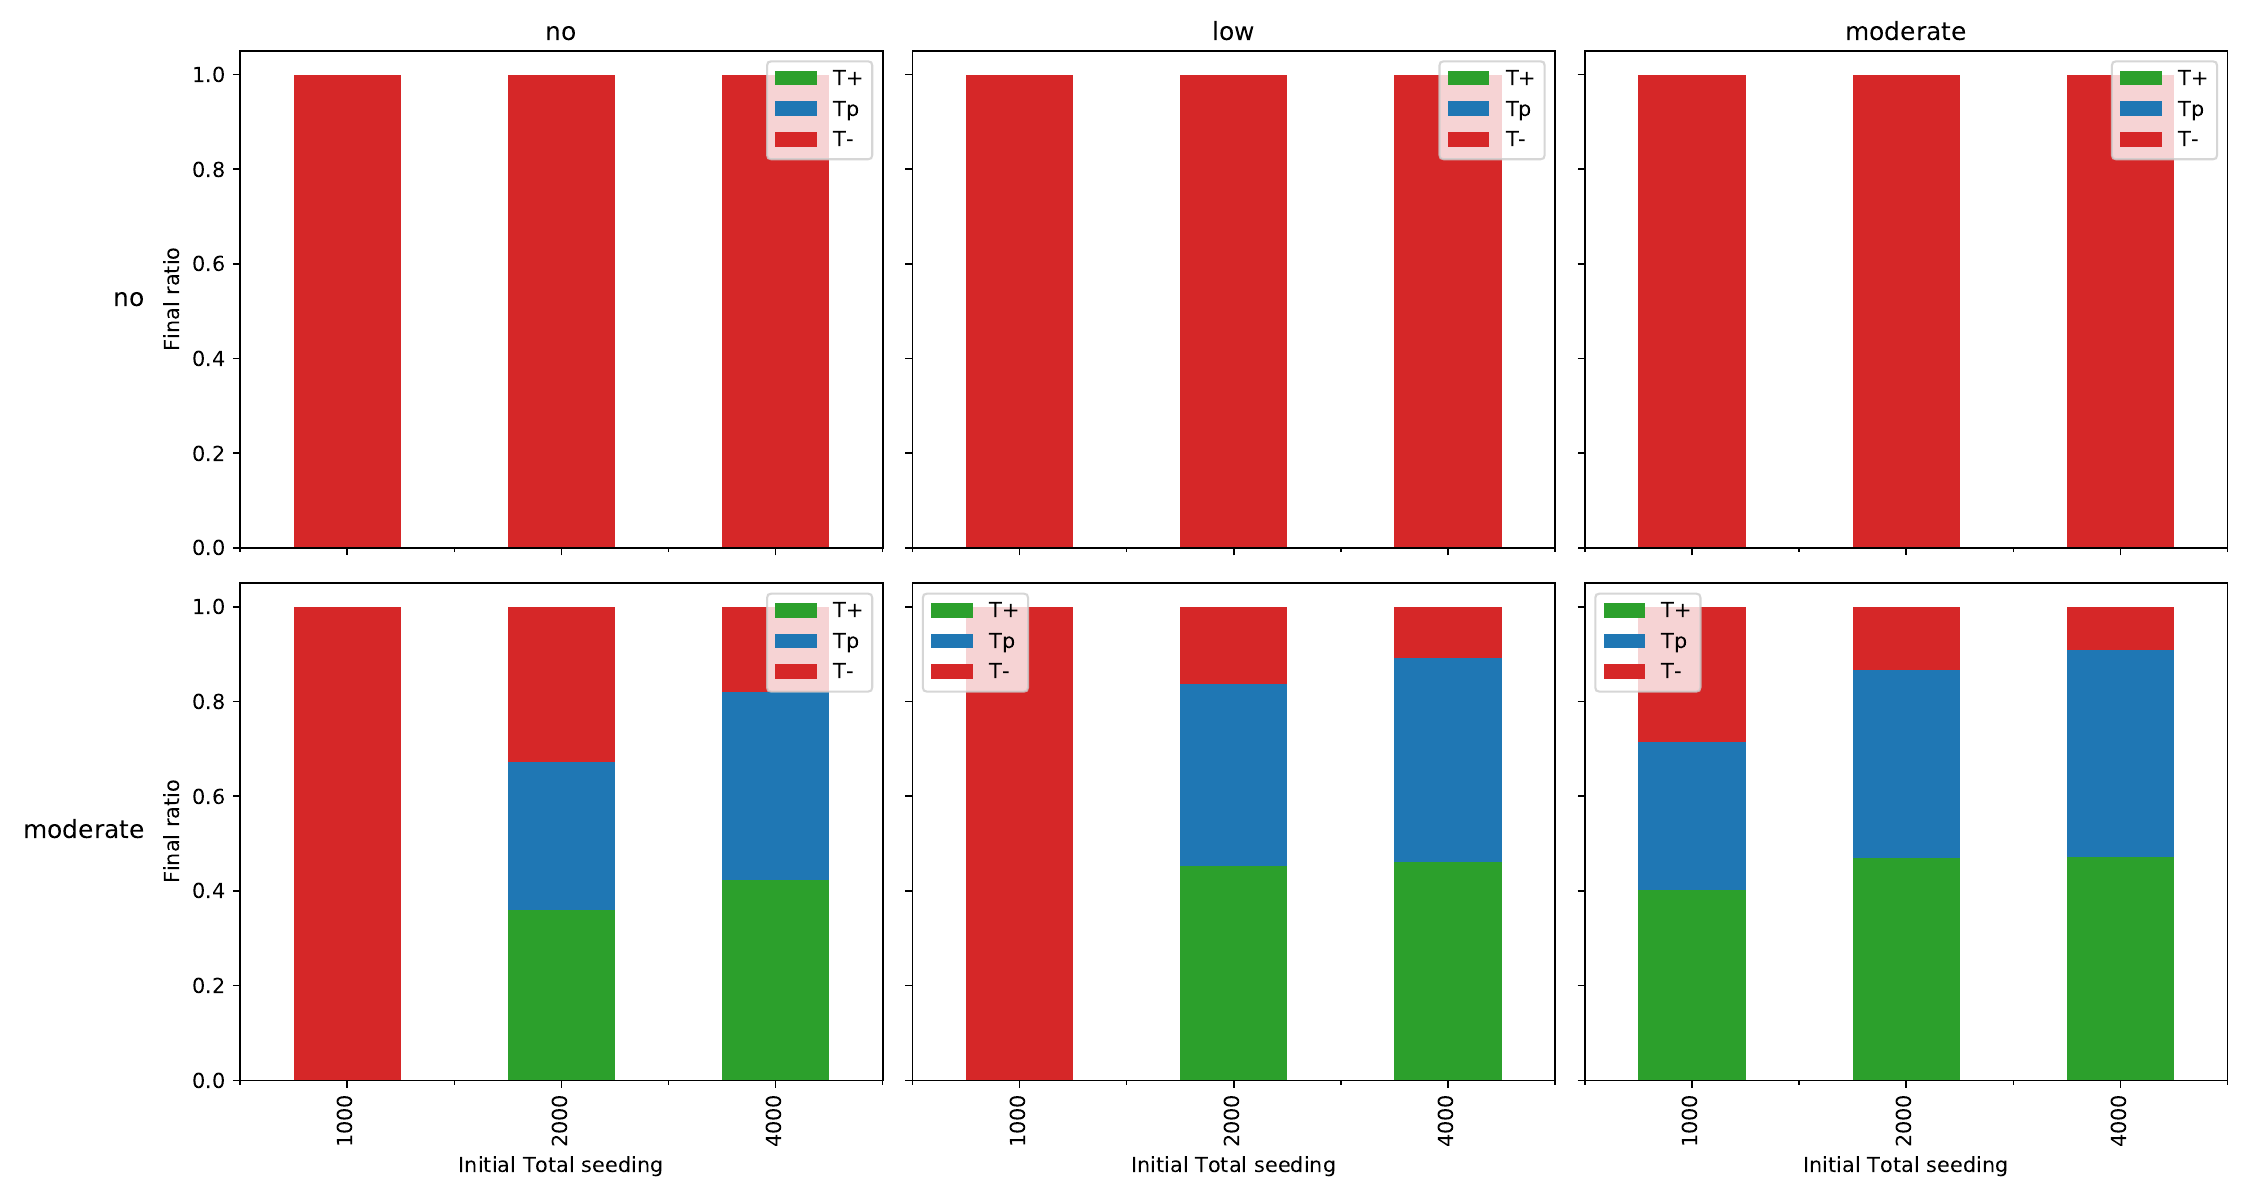 no
low
moderate
no
Final ratio
1.0
0.8
0.6
0.4
0.2
0.0
T+
Tp
T-
T+
Tp
T-
T+
Tp
T-
moderate
Final ratio
1.0
0.8
0.6
0.4
0.2
0.0
T+
Tp
T-
T+
Tp
T-
T+
Tp
T-
1000
2000
4000
Initial Total seeding
1000
2000
4000
Initial Total seeding
1000
2000
4000
Initial Total seeding